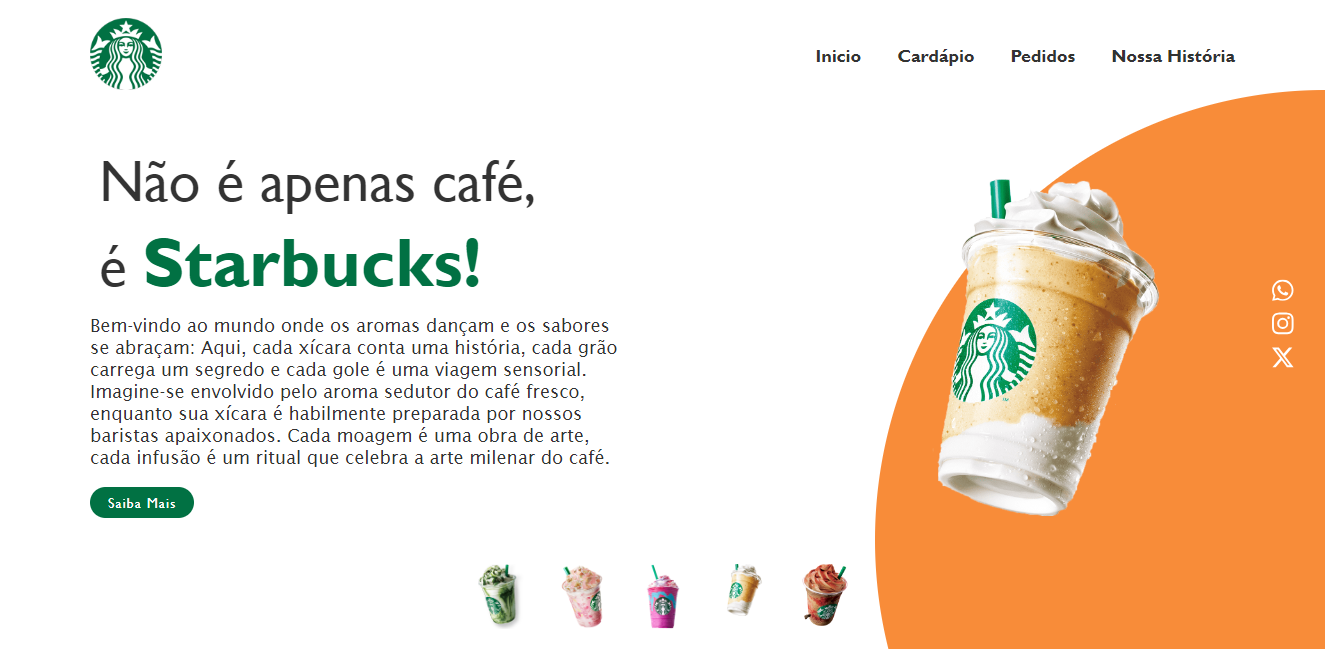 Inicio Cardápio Pedidos Nossa História
Não é apenas café,
é Starbucks!
Bem-vindo ao mundo onde os aromas dançam e os sabores
se abraçam: Aqui, cada xícara conta uma história, cada grão
carrega um segredo e cada gole é uma viagem sensorial.
Imagine-se envolvido pelo aroma sedutor do café fresco,
enquanto sua xícara é habilmente preparada por nossos
baristas apaixonados. Cada moagem é uma obra de arte,
cada infusão é um ritual que celebra a arte milenar do café.
Saiba Mais